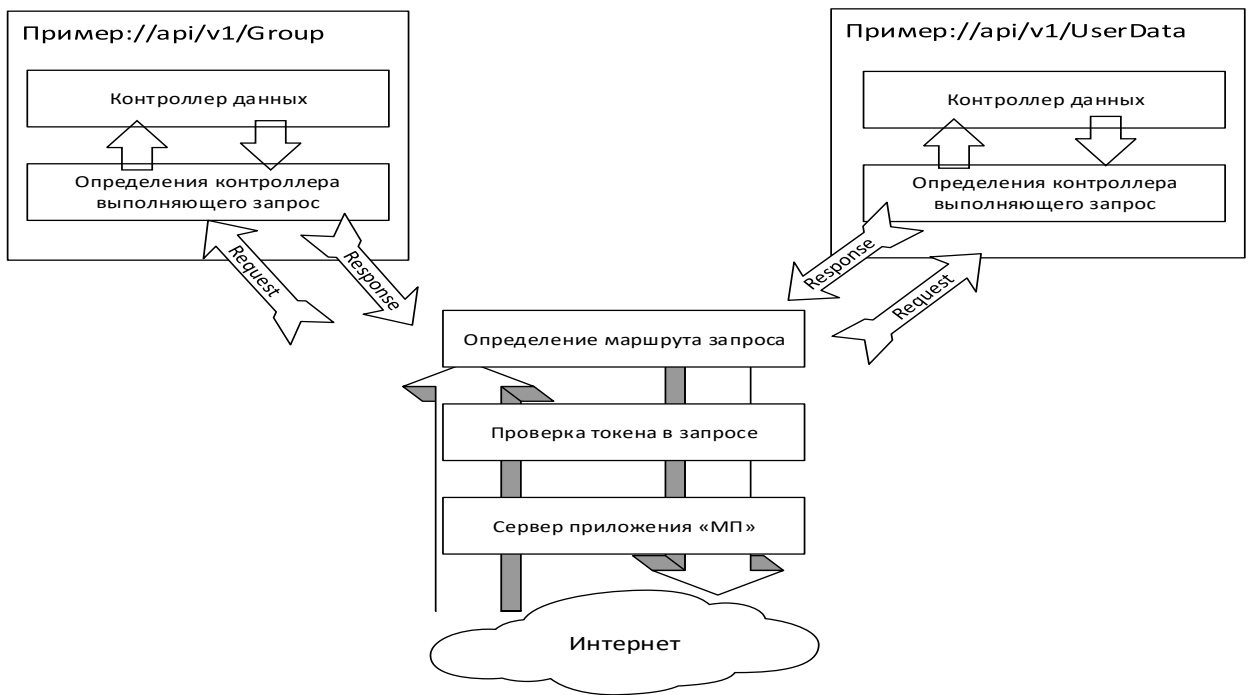 Пример://api/v1/Group
Контроллер данных
Определения контроллера
выполняющего запрос
Request
Response
Пример://api/v1/UserData
Контроллер данных
Определения контроллера
выполняющего запрос
Response
Request
Определение маршрута запроса
Проверка токена в запросе
Сервер приложения «МП»
Интернет